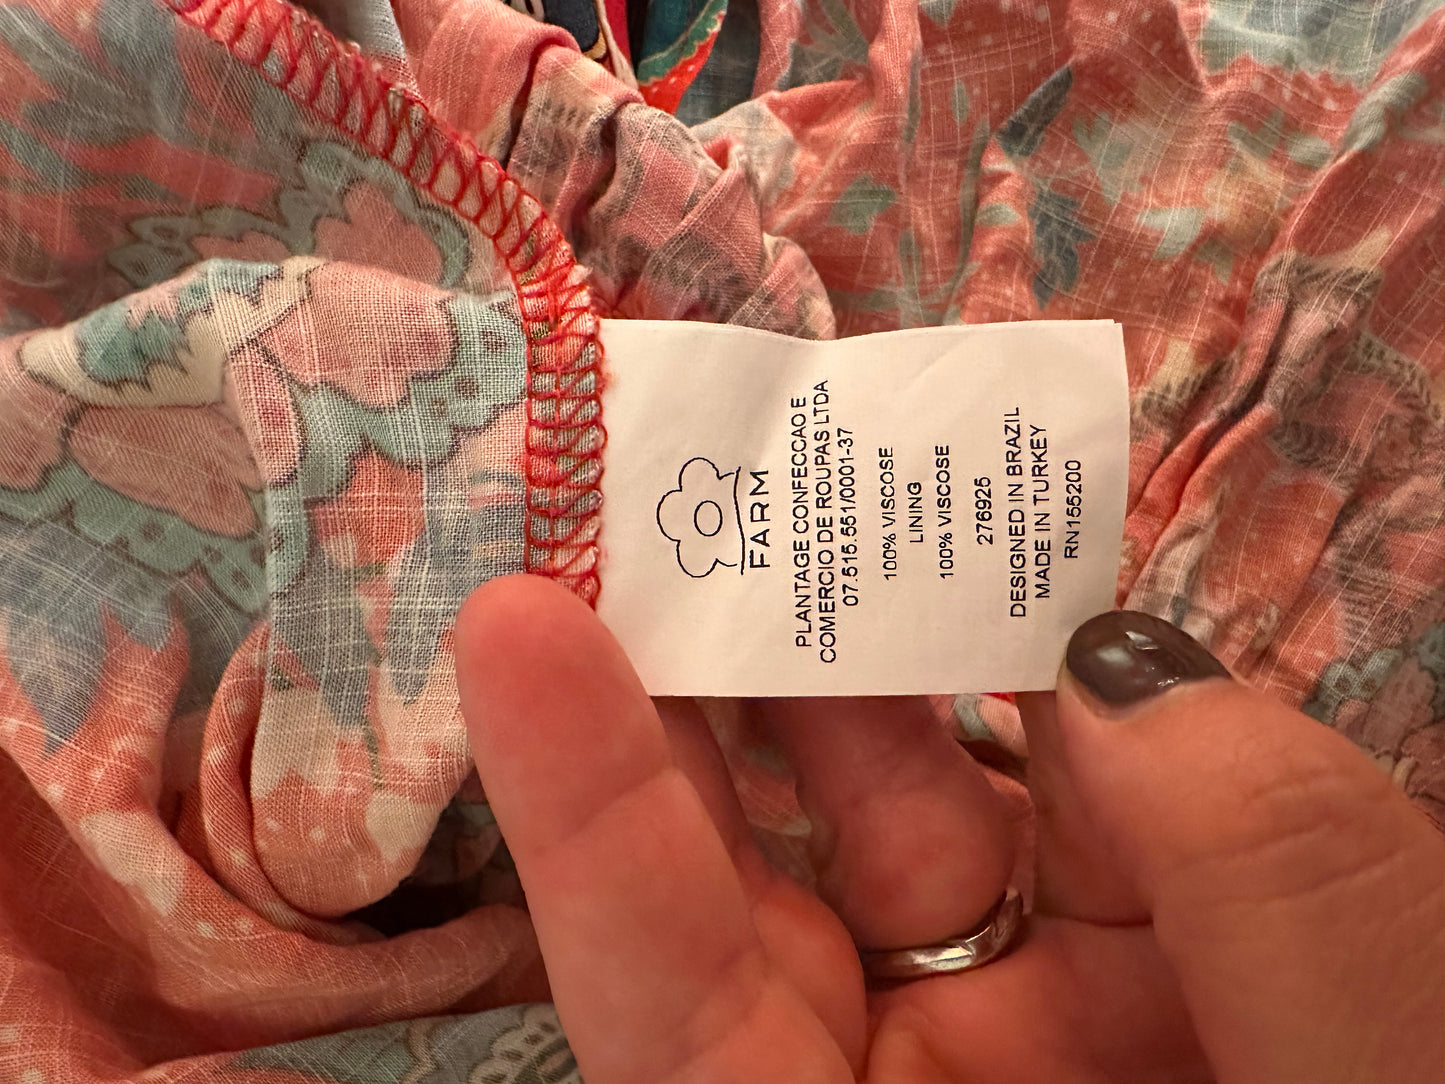 FARM
PLANTAGE CONFECCAO E
COMERCIO DE ROUPAS LTDA
07.515.551/0001-37
100% VISCOSE
LINING
100% VISCOSE
276925
DESIGNED IN BRAZIL
MADE IN TURKEY
RN155200